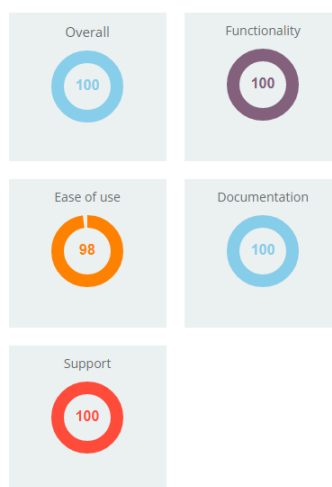 Overall
100
Functionality
100
Ease of use
98
Documentation
100
Support
100